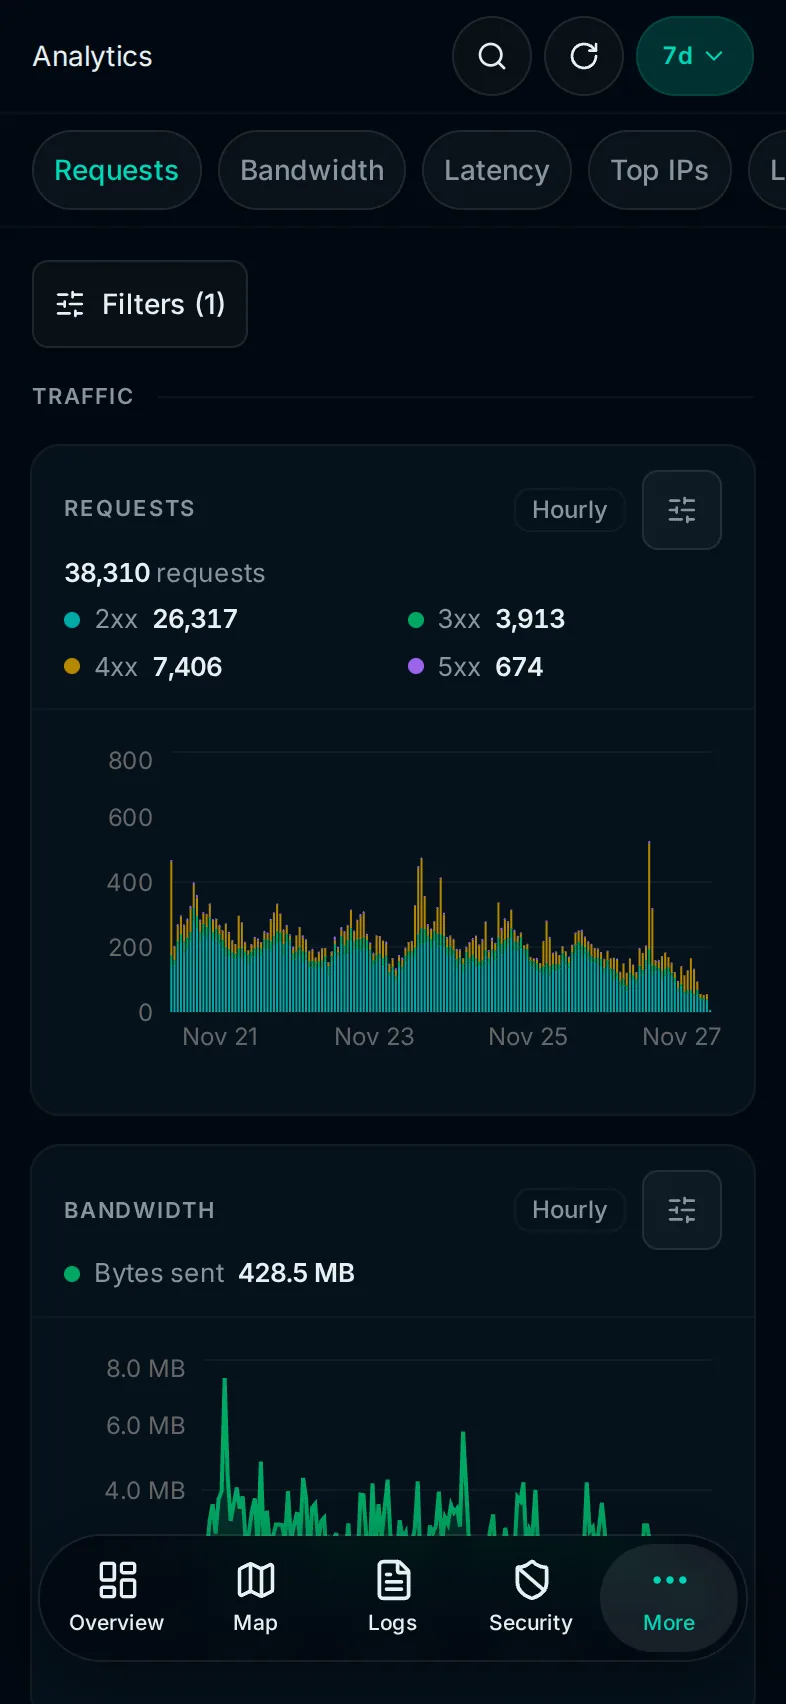 Analytics
7d
Requests
Bandwidth
Latency
Top IPs
L
Filters (1)
TRAFFIC
REQUESTS
Hourly
38,310 requests
2xx 26,317
3xx 3,913
4xx 7,406
5xx 674
800
600
400
200
0
Nov 21
Nov 23
Nov 25
Nov 27
BANDWIDTH
Hourly
Bytes sent 428.5 MB
8.0 MB
6.0 MB
4.0 MB
Overview
Map
Logs
Security
More